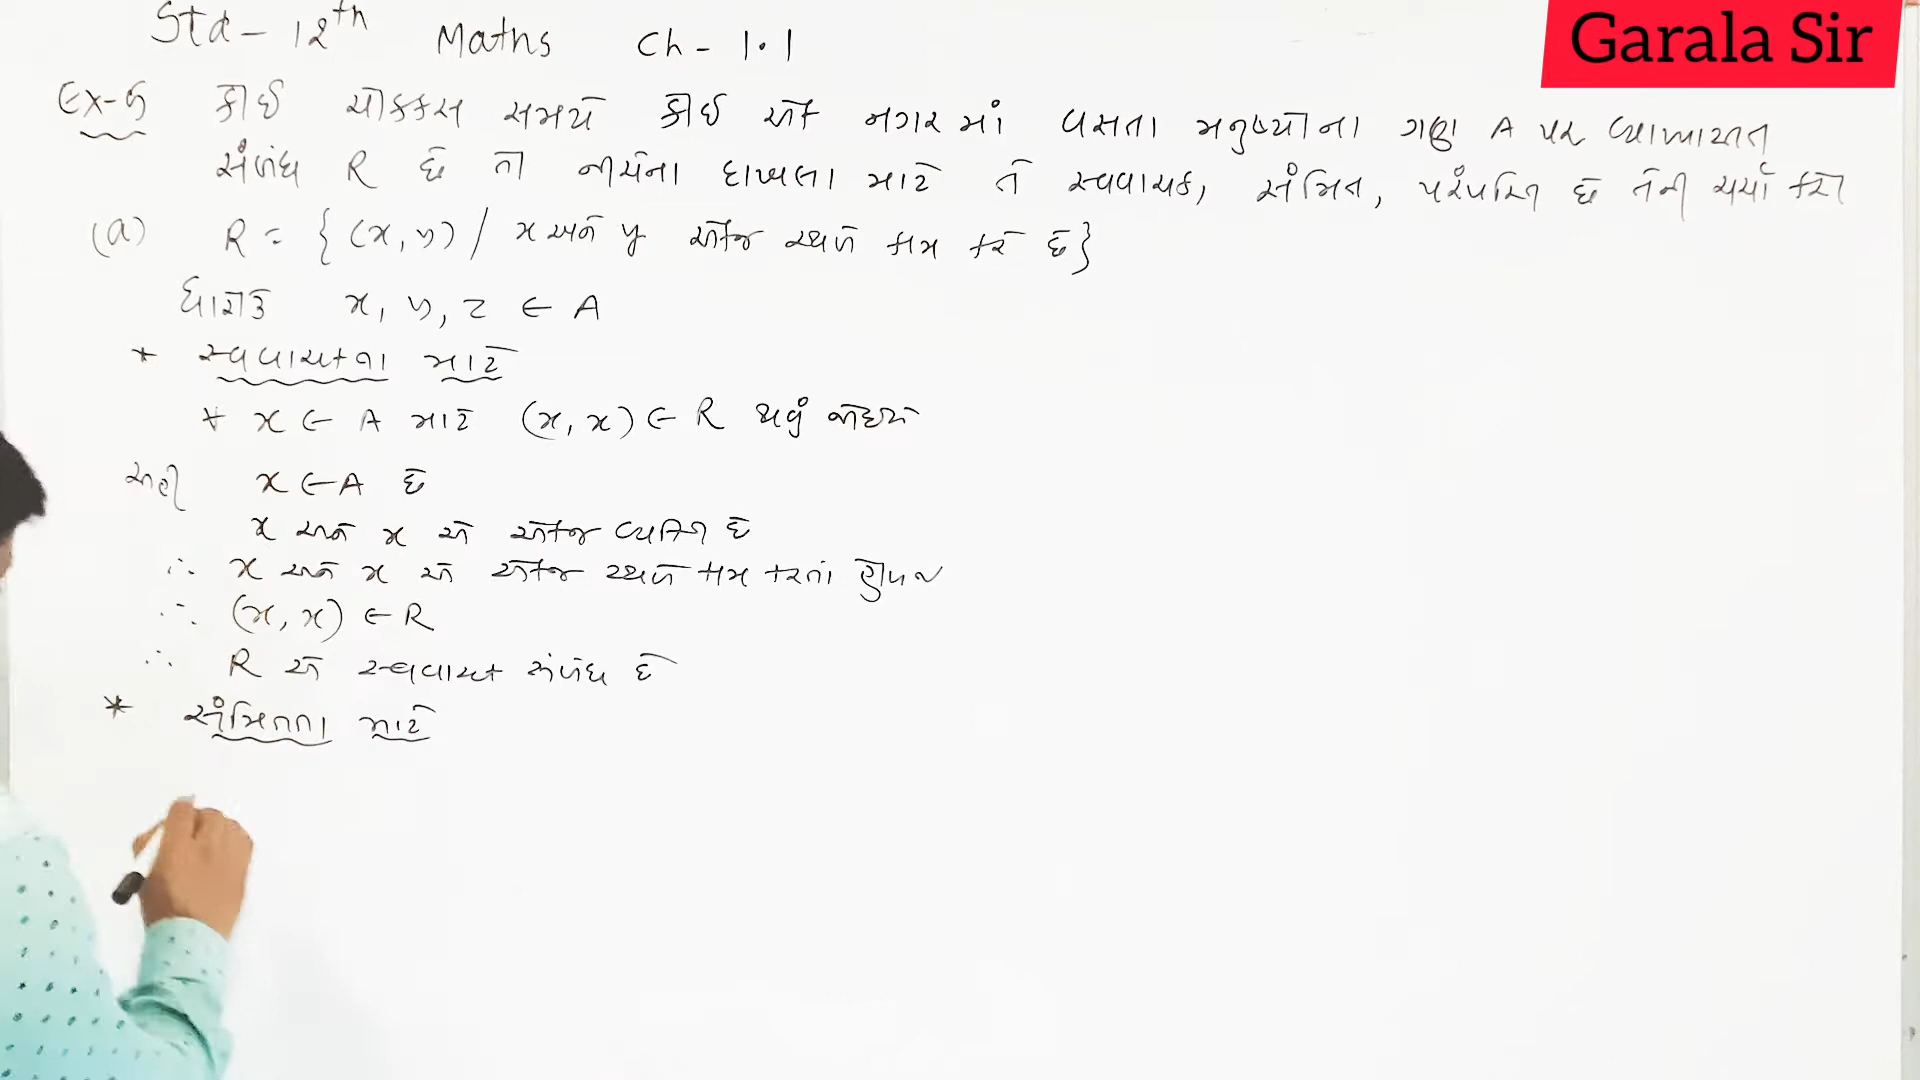 Garala Sir
Std - 12th Maths Ch - 1.1
Ex-5 કોઈ ચોક્કસ સમયે કોઈ એક નગરમાં વસતા મનુષ્યોના ગણ A પર વ્યાખ્યાયત
સંબંધ R છે તો નીચેના દાખલા માટે તે સ્વવાચક, સંમિત, પરંપરિત છે તેની ચર્ચા કરો
(a) R = {(x, y) / x અને y એકજ સ્થળે કામ કરે છે}
ધારોકે x, y, z ∈ A
* સ્વવાચકતા માટે
∀ x ∈ A માટે (x, x) ∈ R થવું જોઈએ
અહીં x ∈ A છે
x અને x એ એકજ વ્યક્તિ છે
∴ x અને x એ એકજ સ્થળે કામ કરતાં હોય જ
∴ (x, x) ∈ R
∴ R એ સ્વવાચક સંબંધ છે
* સંમિતતા માટે